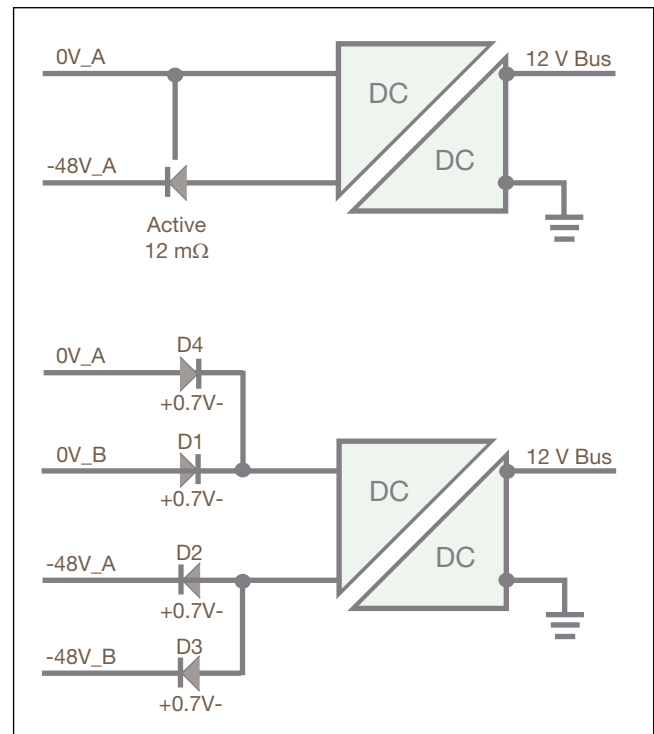 0V_A
12 V Bus
DC
DC
-48V_A
Active
12 mΩ
D4
0V_A
+0.7V-
D1
0V_B
12 V Bus
+0.7V-
DC
D2
-48V_A
DC
+0.7V-
D3
-48V_B
+0.7V-